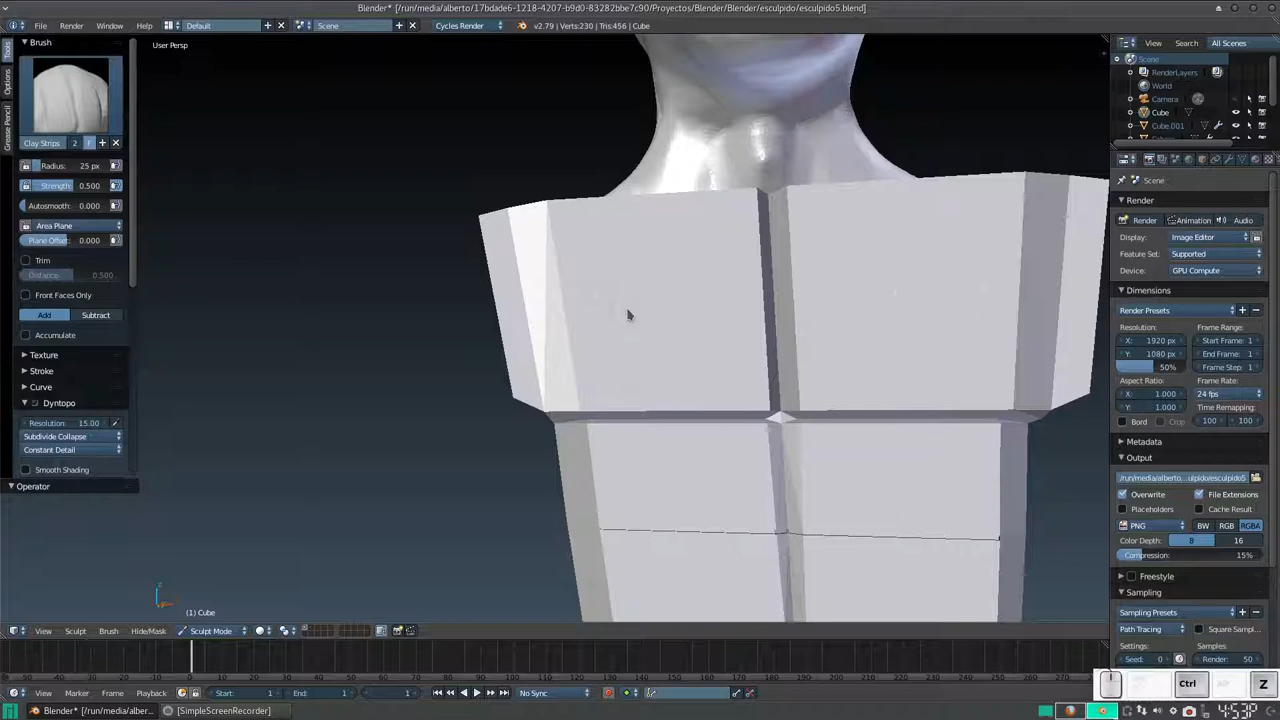 Blender* [/run/media/alberto/17bdade6-1218-4207-b9d0-83282bbe7c90/Proyectos/Blender/Blender/esculpido/esculpido5.blend]
File Render Window Help Default Scene Cycles Render v2.79 | Verts:230 | Tris:456 | Cube
View Search All Scenes
Scene
RenderLayers
World
Camera
Cube
Cube.001
Tools
Options
Grease Pencil
Brush
Clay Strips 2 F
Radius: 25 px
Strength: 0.500
Autosmooth: 0.000
Area Plane
Plane Offset: 0.000
Trim
Distance: 0.500
Front Faces Only
Add Subtract
Accumulate
Texture
Stroke
Curve
Dyntopo
Resolution: 15.00
Subdivide Collapse
Constant Detail
Smooth Shading
Operator
User Persp
(1) Cube
Scene
Render
Render Animation Audio
Display: Image Editor
Feature Set: Supported
Device: GPU Compute
Dimensions
Render Presets
Resolution: Frame Range:
X: 1920 px Start Frame: 1
Y: 1080 px End Frame: 1
50% Frame Step: 1
Aspect Ratio: Frame Rate:
X: 1.000 24 fps
Y: 1.000 Time Remapping:
Bord Crop 100 100
Metadata
Output
/run/media/alberto,...ulpido/esculpido5
Overwrite File Extensions
Placeholders Cache Result
PNG BW RGB RGBA
Color Depth: 8 16
Compression: 15%
Freestyle
Sampling
Sampling Presets
Path Tracing Square Sampl...
Settings: Samples:
Seed: 0 Render: 50
View Sculpt Brush Hide/Mask Sculpt Mode
View Marker Frame Playback Start: 1 End: 1 1 No Sync
Ctrl Z
Blender* [/run/media/alber... [SimpleScreenRecorder]